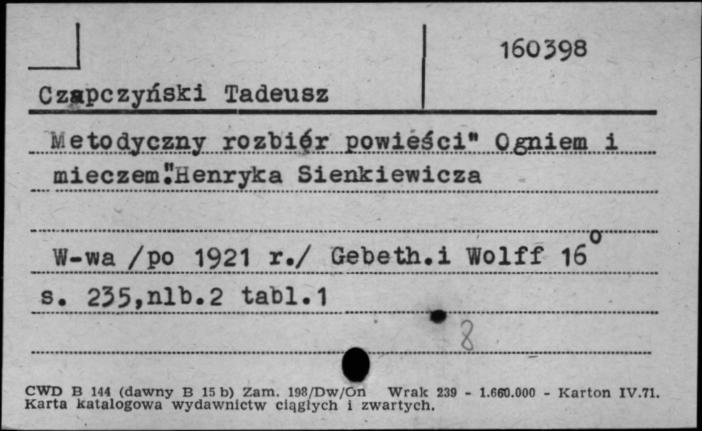 160398
Czapczyński Tadeusz
Metodyczny rozbiór powieści" Ogniem i
mieczem".Henryka Sienkiewicza
W-wa /po 1921 r./ Gebeth.i Wolff 16°
s. 235,nlb.2 tabl.1
8
CWD B 144 (dawny B 15 b) Zam. 198/Dw/Gn Wrak 239 - 1.660.000 - Karton IV.71.
Karta katalogowa wydawnictw ciągłych i zwartych.